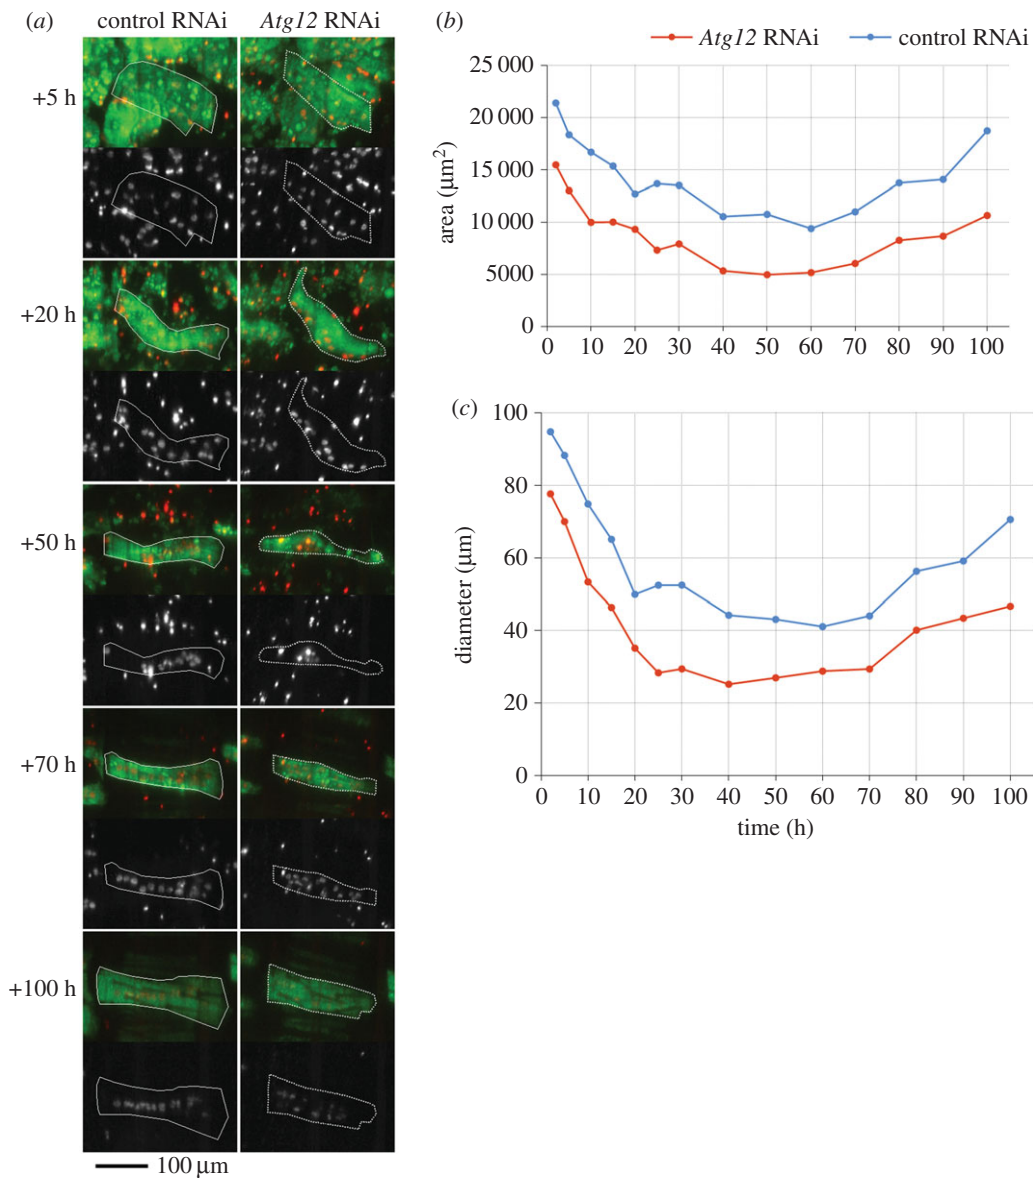 (a)
control RNAi
Atg12 RNAi
+5 h
+20 h
+50 h
+70 h
+100 h
100 µm
(b)
Atg12 RNAi
control RNAi
25 000
20 000
15 000
10 000
5000
0
area (µm²)
0 10 20 30 40 50 60 70 80 90 100
(c)
100
80
60
40
20
0
diameter (µm)
0 10 20 30 40 50 60 70 80 90 100
time (h)